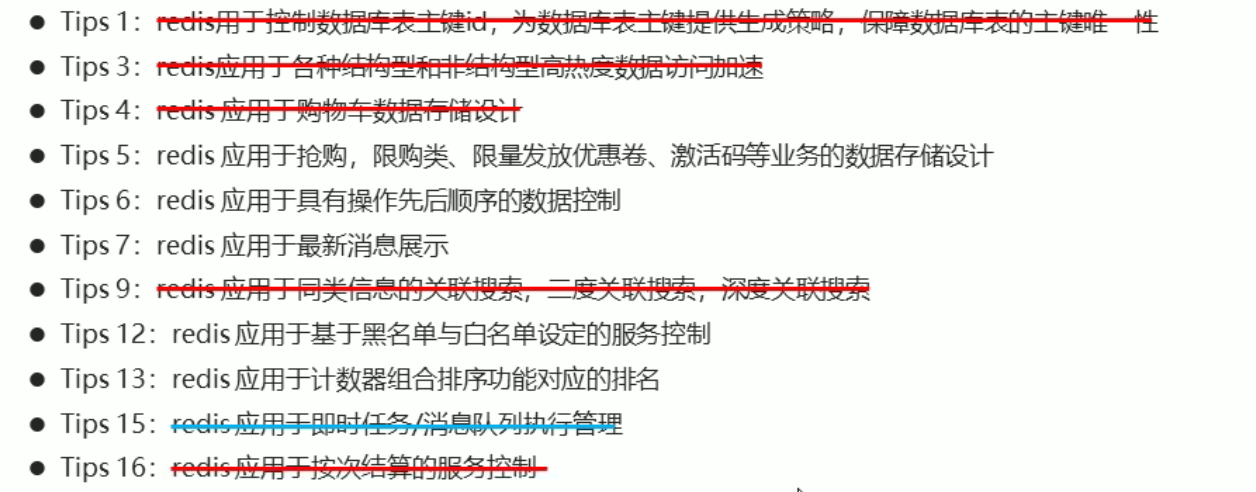 ● Tips 1：redis用于控制数据库表主键id，为数据库表主键提供生成策略，保障数据库表的主键唯一性
● Tips 3：redis应用于各种结构型和非结构型高热度数据访问加速
● Tips 4：redis 应用于购物车数据存储设计
● Tips 5：redis 应用于抢购，限购类、限量发放优惠卷、激活码等业务的数据存储设计
● Tips 6：redis 应用于具有操作先后顺序的数据控制
● Tips 7：redis 应用于最新消息展示
● Tips 9：redis 应用于同类信息的关联搜索，二度关联搜索，深度关联搜索
● Tips 12：redis 应用于基于黑名单与白名单设定的服务控制
● Tips 13：redis 应用于计数器组合排序功能对应的排名
● Tips 15：redis 应用于即时任务/消息队列执行管理
● Tips 16：redis 应用于按次结算的服务控制